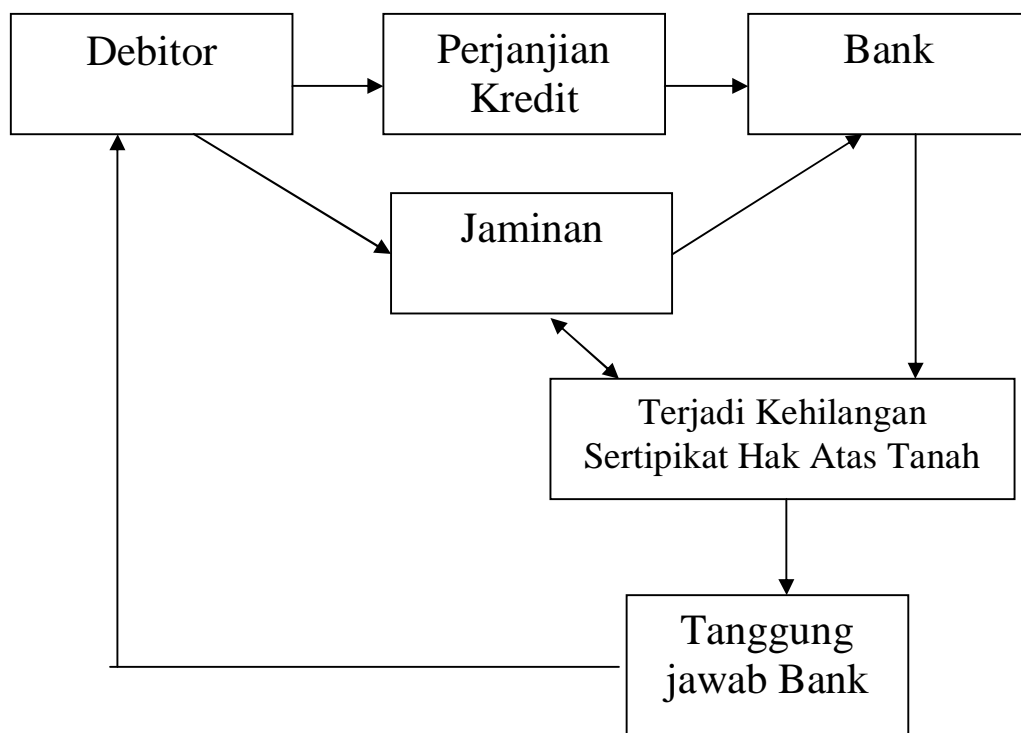 Debitor
Perjanjian
Kredit
Bank
Jaminan
Terjadi Kehilangan
Sertipikat Hak Atas Tanah
Tanggung
jawab Bank